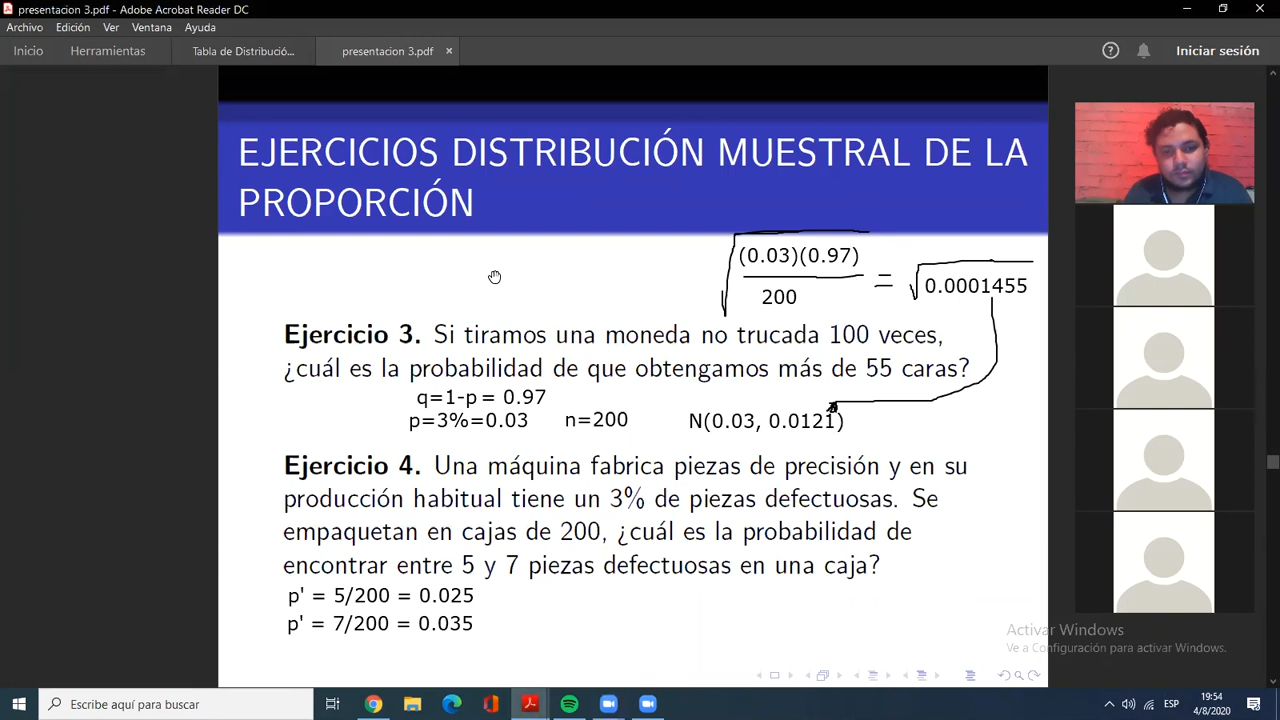 presentacion 3.pdf - Adobe Acrobat Reader DC
Archivo Edición Ver Ventana Ayuda
Inicio Herramientas Tabla de Distribució... presentacion 3.pdf × Iniciar sesión
EJERCICIOS DISTRIBUCIÓN MUESTRAL DE LA
PROPORCIÓN
(0.03)(0.97)
200
= √0.0001455
Ejercicio 3. Si tiramos una moneda no trucada 100 veces,
¿cuál es la probabilidad de que obtengamos más de 55 caras?
q=1-p = 0.97
p=3%=0.03 n=200 N(0.03, 0.0121)
Ejercicio 4. Una máquina fabrica piezas de precisión y en su
producción habitual tiene un 3% de piezas defectuosas. Se
empaquetan en cajas de 200, ¿cuál es la probabilidad de
encontrar entre 5 y 7 piezas defectuosas en una caja?
p' = 5/200 = 0.025
p' = 7/200 = 0.035
Activar Windows
Ve a Configuración para activar Windows.
Escribe aquí para buscar
ESP
19:54
4/8/2020